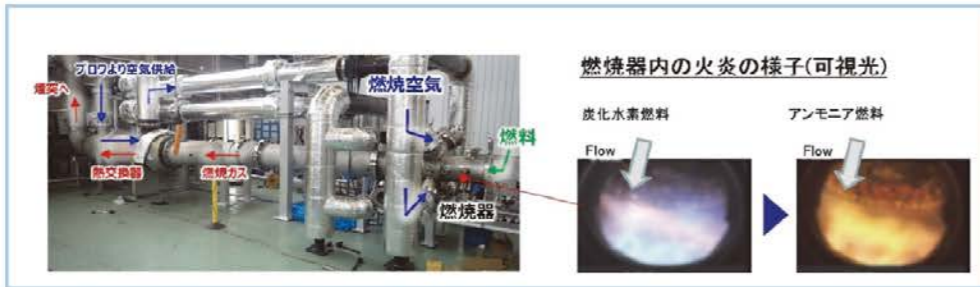 ブロワより空気供給
煙突へ
熱交換器
燃焼ガス
燃焼空気
燃料
燃焼器
燃焼器内の火炎の様子(可視光)
炭化水素燃料
アンモニア燃料
Flow
Flow